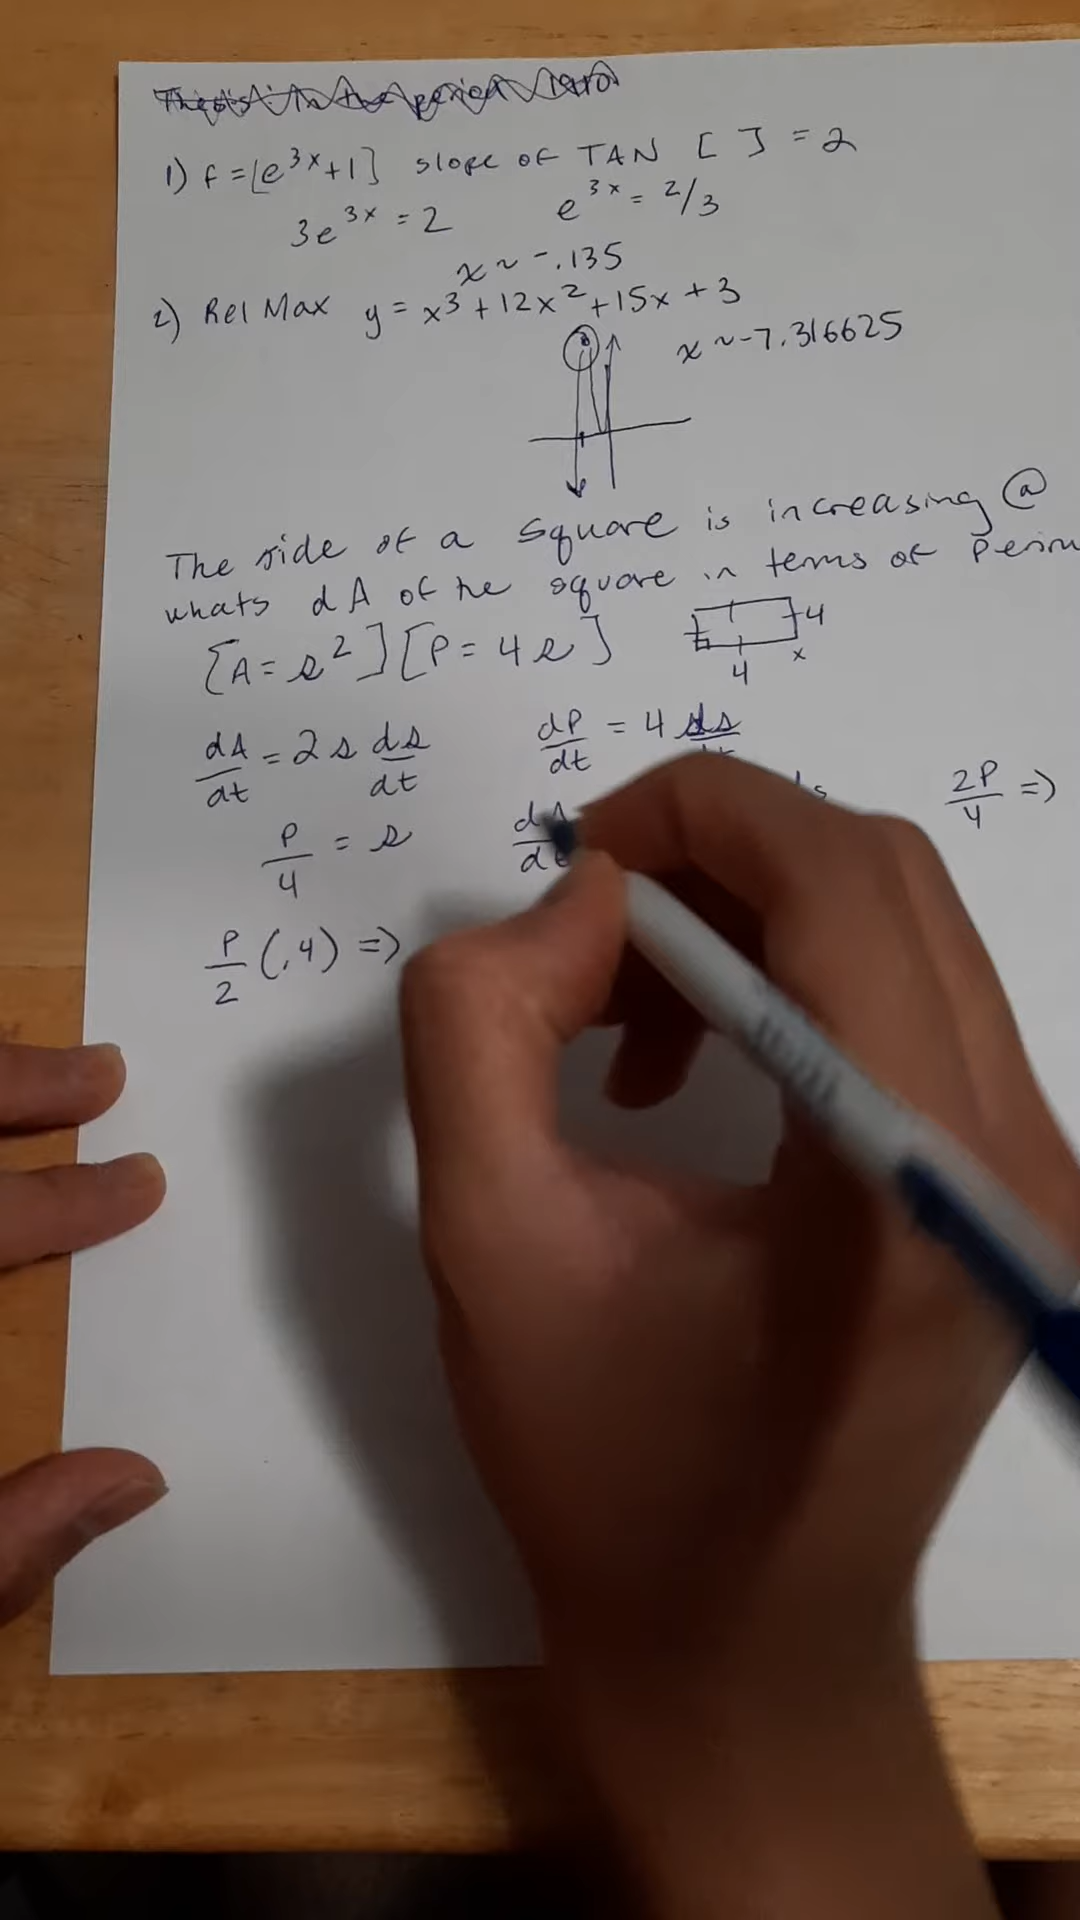 1) f = [e^3x + 1] slope of TAN [ ] = 2
3e^3x = 2 e^3x = 2/3
x ~ -.135
2) Rel Max y = x^3 + 12x^2 + 15x + 3
x ~ -7.316625
The side of a square is increasing @
whats dA of the square in terms of
[A = s^2] [P = 4s] 4
4 x
dA/dt = 2s ds/dt dP/dt = 4 ds
P/4 = s 2P/4 =>
P/2 (.4) =>